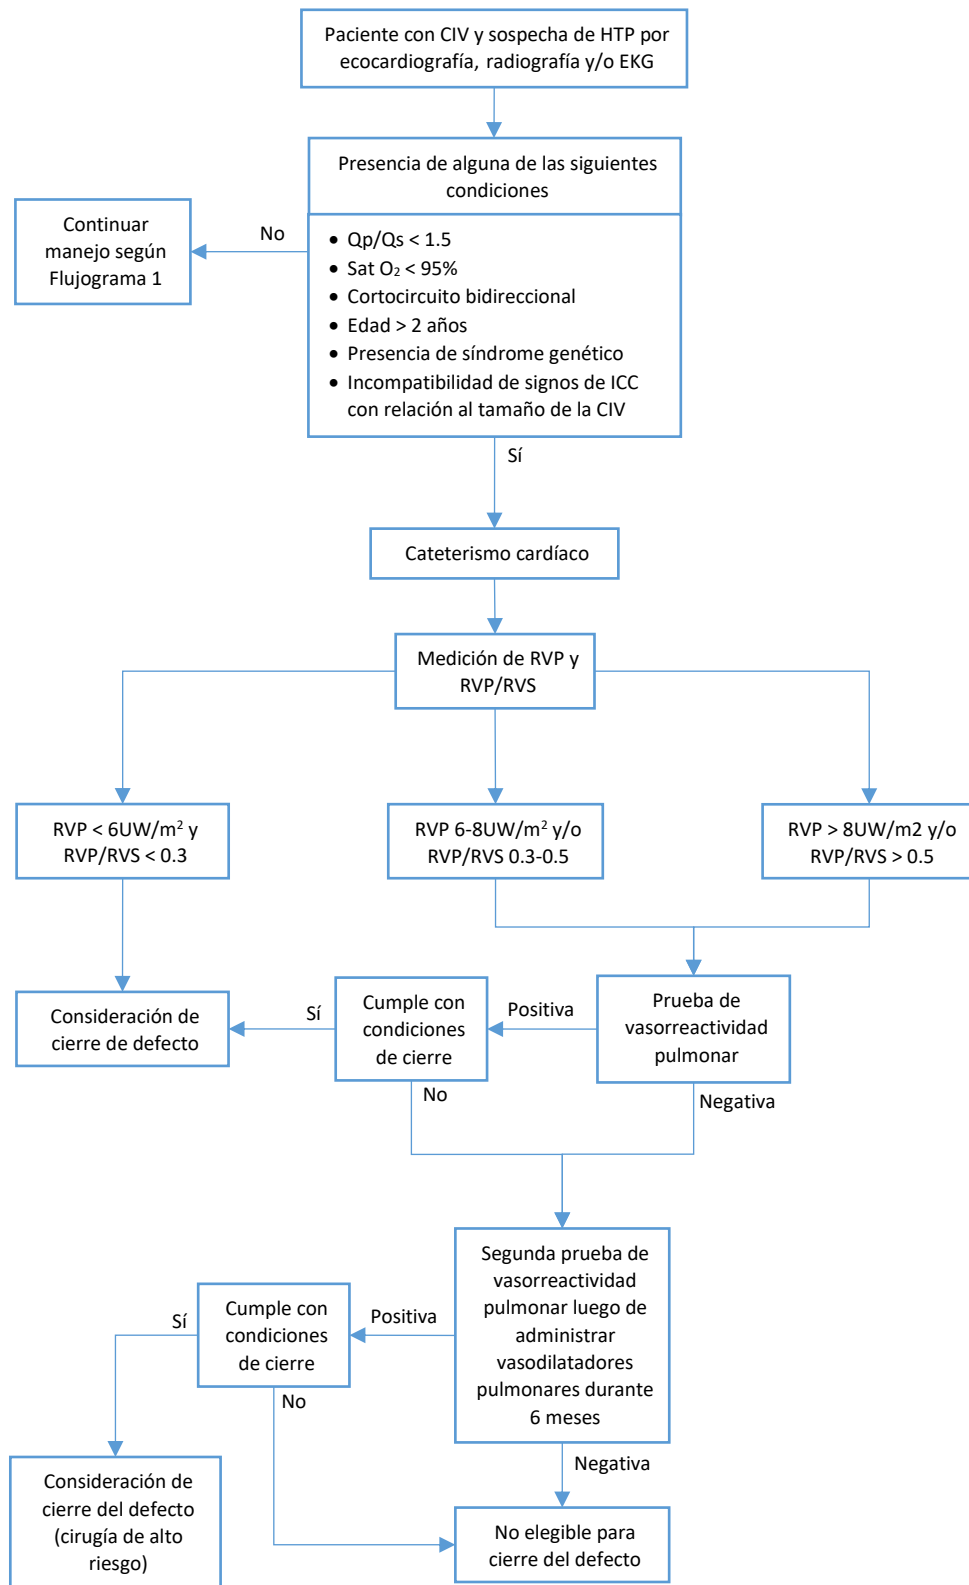 Paciente con CIV y sospecha de HTP por
ecocardiografía, radiografía y/o EKG
Presencia de alguna de las siguientes
condiciones
Continuar
manejo según
Flujograma 1
No
• Qp/Qs < 1.5
• Sat O₂ < 95%
• Cortocircuito bidireccional
• Edad > 2 años
• Presencia de síndrome genético
• Incompatibilidad de signos de ICC
con relación al tamaño de la CIV
Sí
Cateterismo cardíaco
Medición de RVP y
RVP/RVS
RVP < 6UW/m² y
RVP/RVS < 0.3
RVP 6-8UW/m² y/o
RVP/RVS 0.3-0.5
RVP > 8UW/m2 y/o
RVP/RVS > 0.5
Consideración de
cierre de defecto
Sí
Cumple con
condiciones
de cierre
Positiva
Prueba de
vasorreactividad
pulmonar
No
Negativa
Segunda prueba de
vasorreactividad
pulmonar luego de
administrar
vasodilatadores
pulmonares durante
6 meses
Positiva
Cumple con
condiciones
de cierre
Sí
No
Negativa
Consideración de
cierre del defecto
(cirugía de alto
riesgo)
No elegible para
cierre del defecto